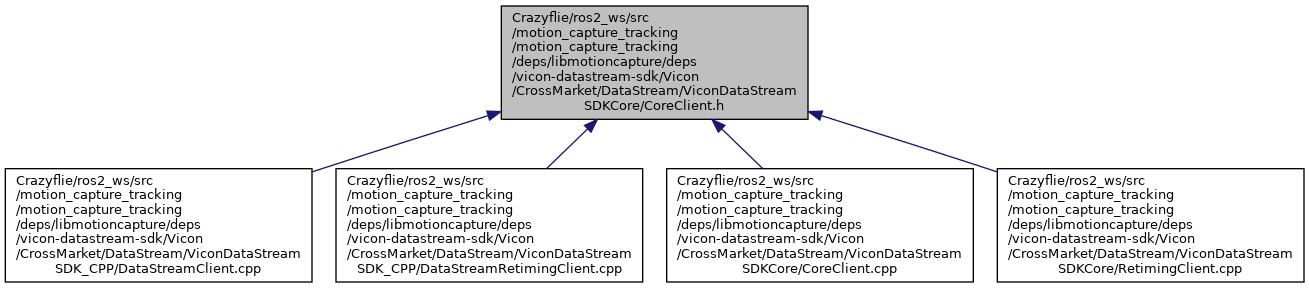 Crazyflie/ros2_ws/src
/motion_capture_tracking
/motion_capture_tracking
/deps/libmotioncapture/deps
/vicon-datastream-sdk/Vicon
/CrossMarket/DataStream/ViconDataStream
SDKCore/CoreClient.h
Crazyflie/ros2_ws/src
/motion_capture_tracking
/motion_capture_tracking
/deps/libmotioncapture/deps
/vicon-datastream-sdk/Vicon
/CrossMarket/DataStream/ViconDataStream
SDK_CPP/DataStreamClient.cpp
Crazyflie/ros2_ws/src
/motion_capture_tracking
/motion_capture_tracking
/deps/libmotioncapture/deps
/vicon-datastream-sdk/Vicon
/CrossMarket/DataStream/ViconDataStream
SDK_CPP/DataStreamRetimingClient.cpp
Crazyflie/ros2_ws/src
/motion_capture_tracking
/motion_capture_tracking
/deps/libmotioncapture/deps
/vicon-datastream-sdk/Vicon
/CrossMarket/DataStream/ViconDataStream
SDKCore/CoreClient.cpp
Crazyflie/ros2_ws/src
/motion_capture_tracking
/motion_capture_tracking
/deps/libmotioncapture/deps
/vicon-datastream-sdk/Vicon
/CrossMarket/DataStream/ViconDataStream
SDKCore/RetimingClient.cpp